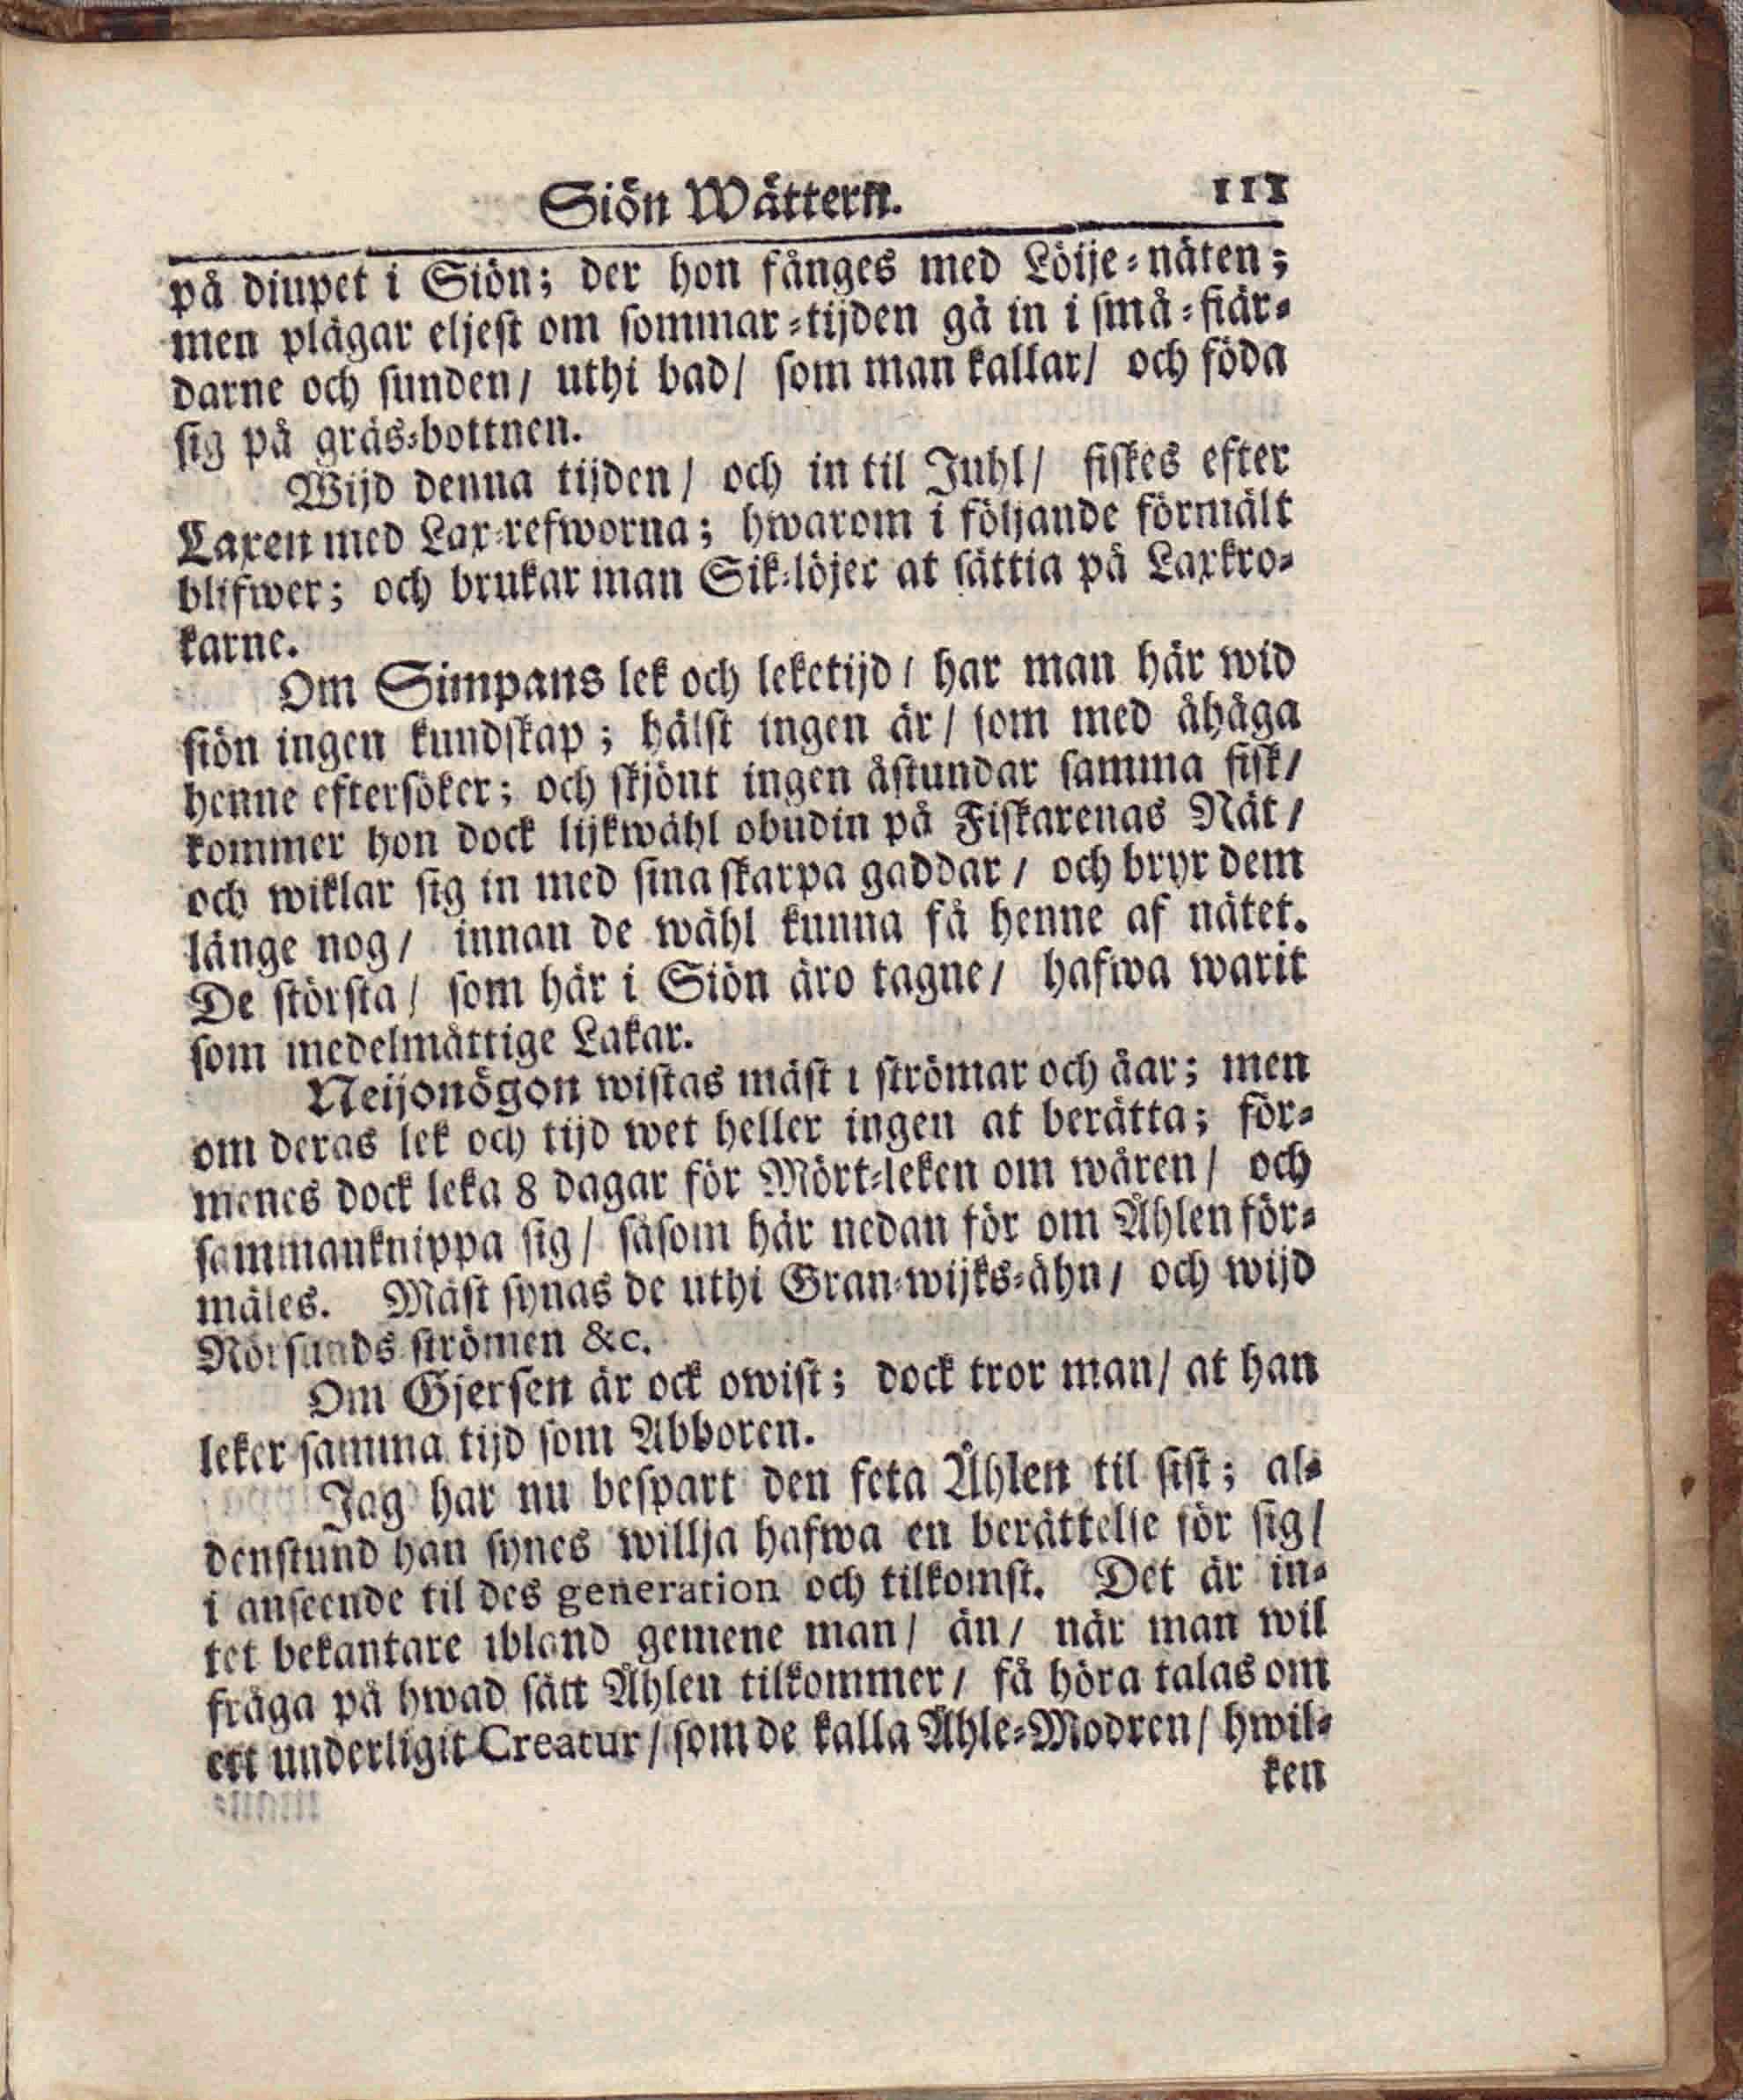 Siön Wättern. 111
på diupet i Siön; der hon fånges med Löije-näten;
men plägar eljest om sommar-tijden gå in i små-fiär-
darne och sunden/ uthi bad/ som man kallar/ och föda
sig på gräs-bottnen.
Wijd denna tijden/ och in til Juhl/ fiskes efter
Laxen med Lax-refworna; hwarom i följande förmält
blifwer; och brukar man Sik-löjer at sättia på Laxkro-
karne.
Om Simpans lek och leketijd/ har man här wid
siön ingen kundskap; hälst ingen är/ som med åhåga
henne eftersöker; och skjönt ingen åstundar samma fisk/
kommer hon dock lijkwähl obudin på Fiskarenas Nät/
och wiklar sig in med sina skarpa gaddar/ och bryr dem
länge nog/ innan de wähl kunna få henne af nätet.
De största/ som här i Siön äro tagne/ hafwa warit
som medelmåttige Lakar.
Neijonögon wistas mäst i strömar och åar; men
om deras lek och tijd wet heller ingen at berätta; för-
menes dock leka 8 dagar för Mört-leken om wåren/ och
sammanknippa sig/ såsom här nedan för om Åhlen för-
mäles. Mäst synas de uthi Gran-wijks-åhn/ och wijd
Rörsunds strömen &c.
Om Gjersen är ock owist; dock tror man/ at han
leker samma tijd som Abboren.
Jag har nu bespart den feta Åhlen til sist; al-
denstund han synes willja hafwa en berättelse för sig/
i anseende til des generation och tilkomst. Det är in-
tet bekantare ibland gemene man/ än/ när man wil
fråga på hwad sätt Åhlen tilkommer/ få höra talas om
ett underligit Creatur/ som de kalla Åhle-Modren/ hwil-
ken